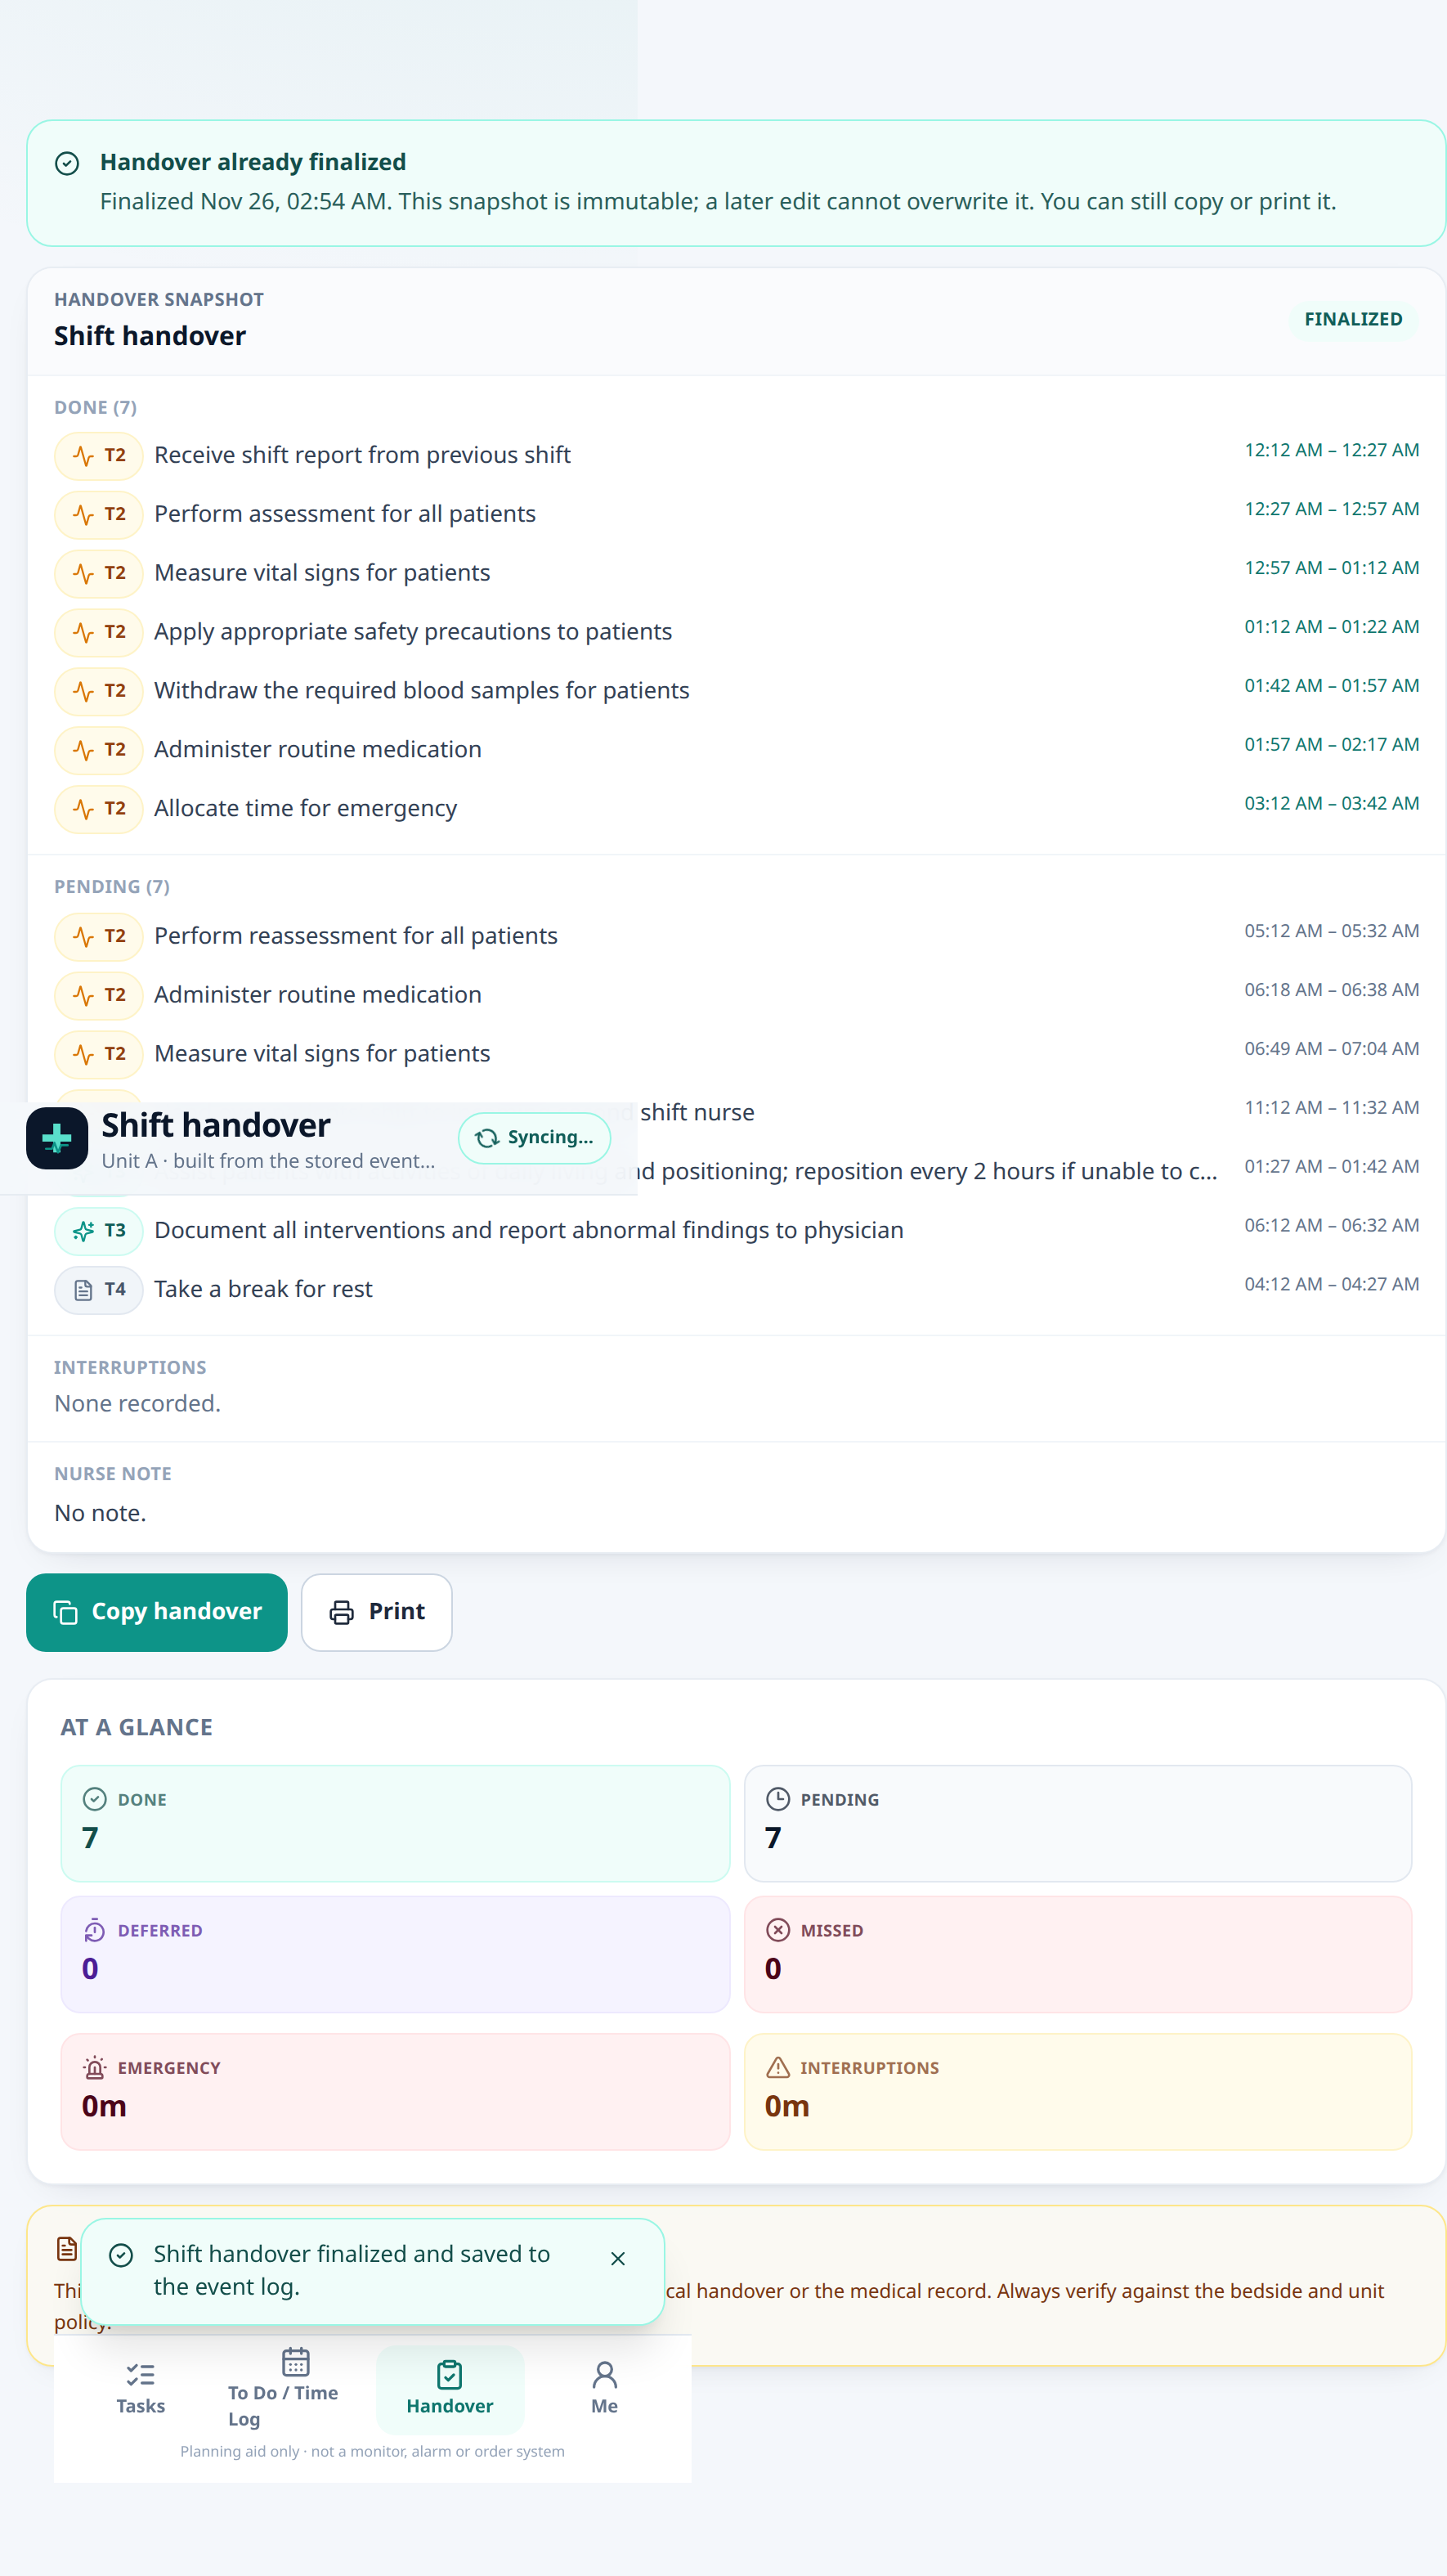 Handover already finalized
Finalized Nov 26, 02:54 AM. This snapshot is immutable; a later edit cannot overwrite it. You can still copy or print it.
HANDOVER SNAPSHOT
Shift handover
FINALIZED
DONE (7)
T2 Receive shift report from previous shift 12:12 AM – 12:27 AM
T2 Perform assessment for all patients 12:27 AM – 12:57 AM
T2 Measure vital signs for patients 12:57 AM – 01:12 AM
T2 Apply appropriate safety precautions to patients 01:12 AM – 01:22 AM
T2 Withdraw the required blood samples for patients 01:42 AM – 01:57 AM
T2 Administer routine medication 01:57 AM – 02:17 AM
T2 Allocate time for emergency 03:12 AM – 03:42 AM
PENDING (7)
T2 Perform reassessment for all patients 05:12 AM – 05:32 AM
T2 Administer routine medication 06:18 AM – 06:38 AM
T2 Measure vital signs for patients 06:49 AM – 07:04 AM
shift nurse 11:12 AM – 11:32 AM
Shift handover
Unit A · built from the stored event...
Syncing...
and positioning; reposition every 2 hours if unable to c... 01:27 AM – 01:42 AM
T3 Document all interventions and report abnormal findings to physician 06:12 AM – 06:32 AM
T4 Take a break for rest 04:12 AM – 04:27 AM
INTERRUPTIONS
None recorded.
NURSE NOTE
No note.
Copy handover
Print
AT A GLANCE
DONE
7
PENDING
7
DEFERRED
0
MISSED
0
EMERGENCY
0m
INTERRUPTIONS
0m
Shift handover finalized and saved to
the event log.
cal handover or the medical record. Always verify against the bedside and unit
policy.
Tasks
To Do / Time
Log
Handover
Me
Planning aid only · not a monitor, alarm or order system